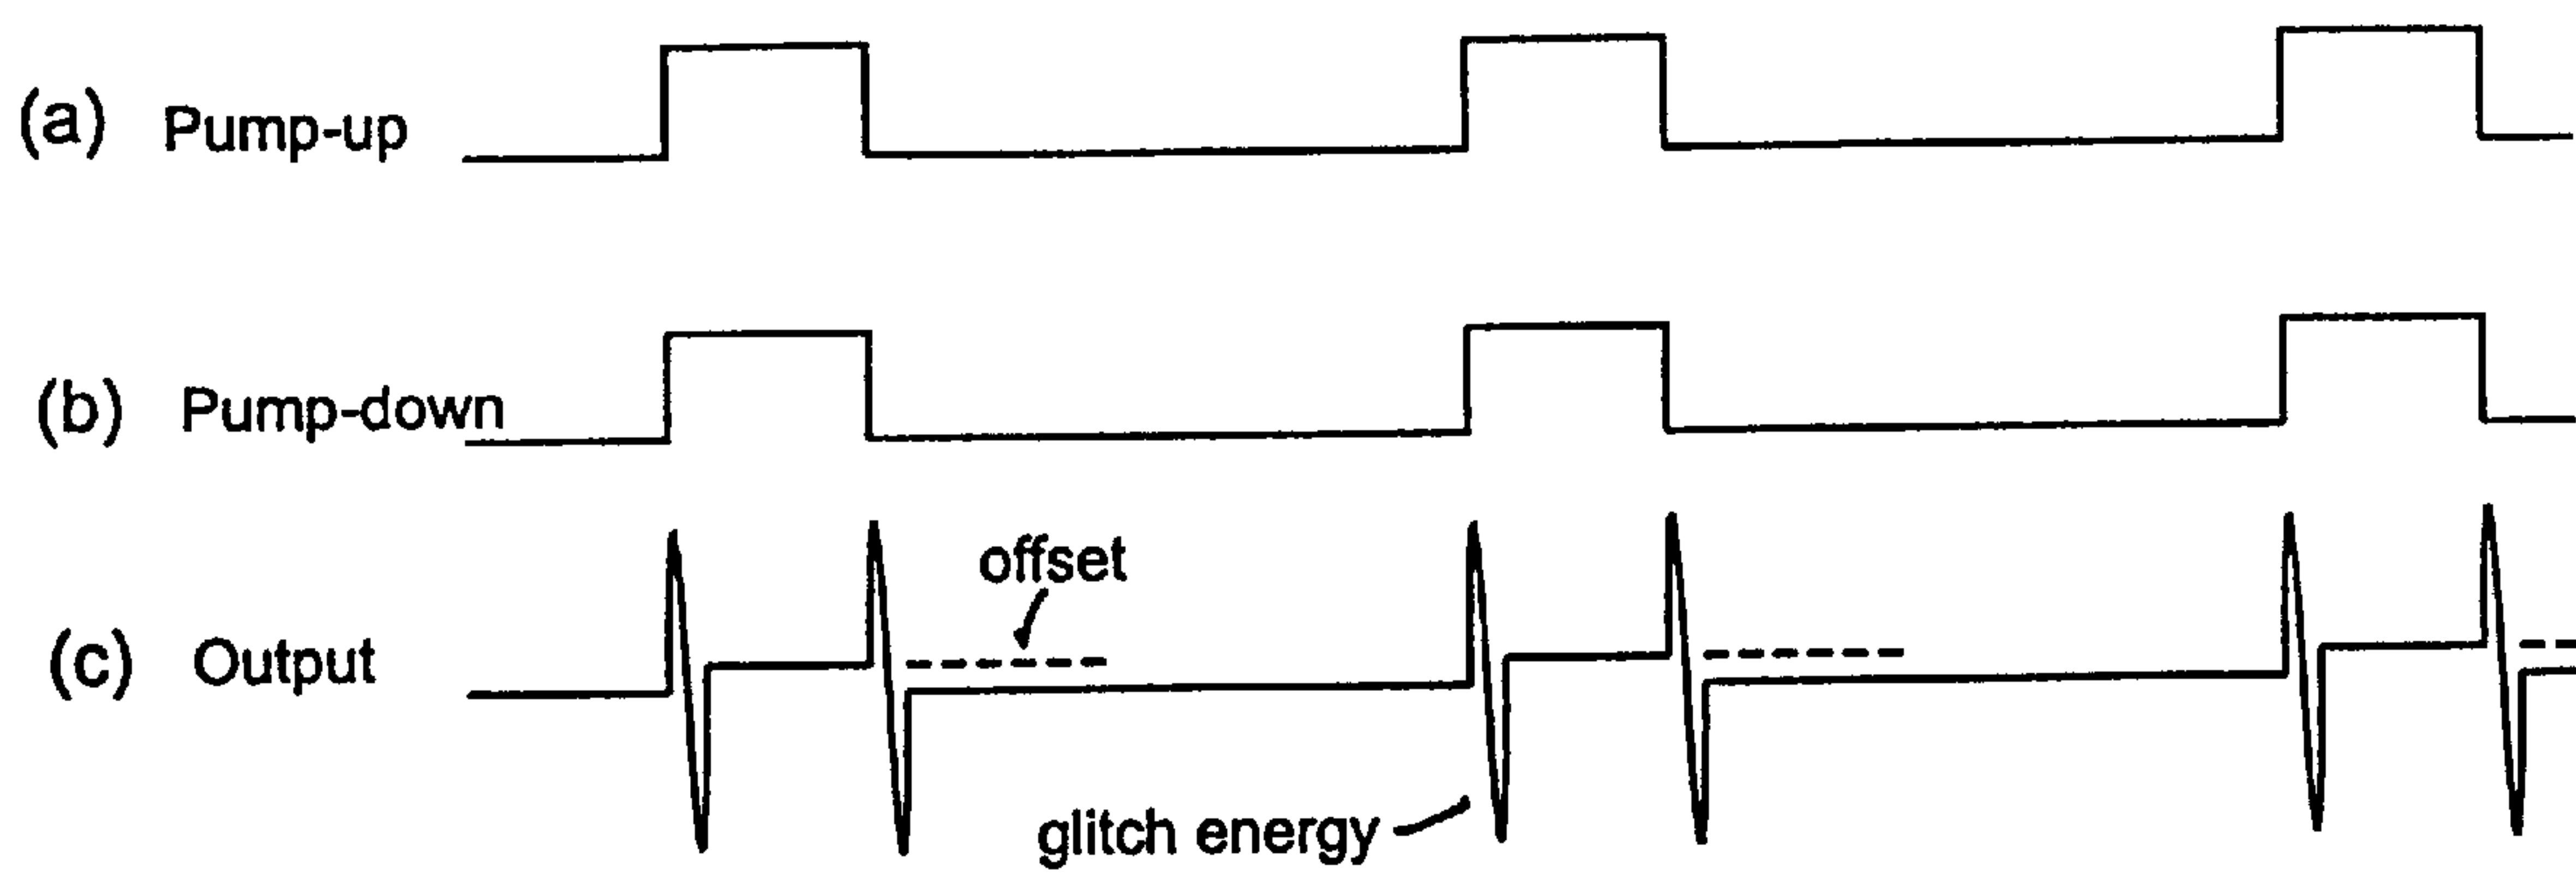 (a) Pump-up
(b) Pump-down
offset
(c) Output
glitch energy